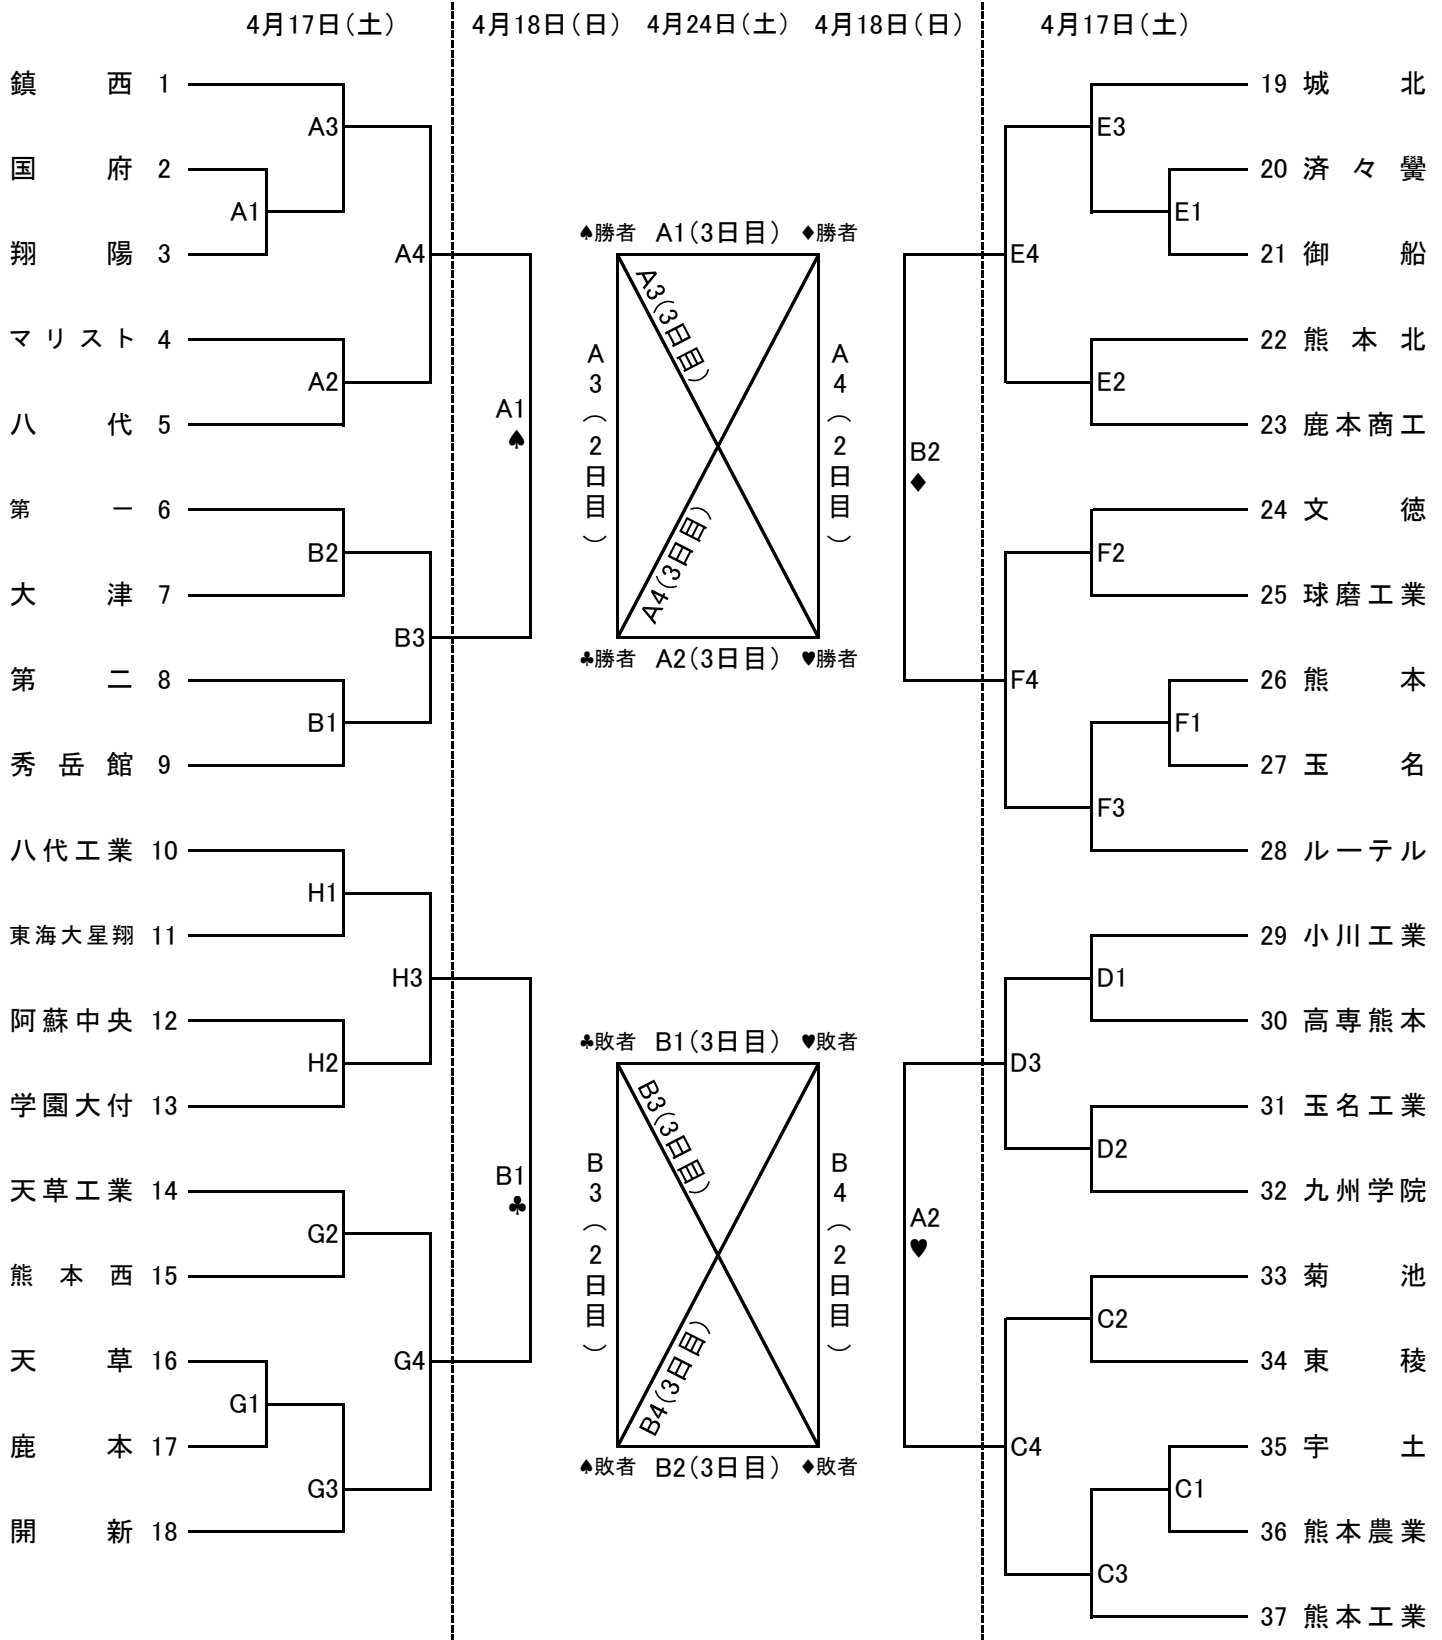 4月17日(土) 4月18日(日) 4月24日(土) 4月18日(日) 4月17日(土)
鎮西 1
国府 2
翔陽 3
マリスト 4
八代 5
第一 6
大津 7
第二 8
秀岳館 9
八代工業 10
東海大星翔 11
阿蘇中央 12
学園大付 13
天草工業 14
熊本西 15
天草 16
鹿本 17
開新 18
A3
A1
A4
A2
B2
B3
B1
H1
H3
H2
G2
G4
G1
G3
A1
♠
B1
♣
♠勝者 A1(3日目) ♦勝者
A3(3日目)
A3(2日目)
A4(2日目)
A4(3日目)
♣勝者 A2(3日目) ♥勝者
♣敗者 B1(3日目) ♥敗者
B3(3日目)
B3(2日目)
B4(2日目)
B4(3日目)
♠敗者 B2(3日目) ♦敗者
B2
♦
A2
♥
E3
E1
E4
E2
F2
F4
F1
F3
D1
D3
D2
C2
C4
C1
C3
19 城北
20 済々黌
21 御船
22 熊本北
23 鹿本商工
24 文徳
25 球磨工業
26 熊本
27 玉名
28 ルーテル
29 小川工業
30 高専熊本
31 玉名工業
32 九州学院
33 菊池
34 東稜
35 宇土
36 熊本農業
37 熊本工業